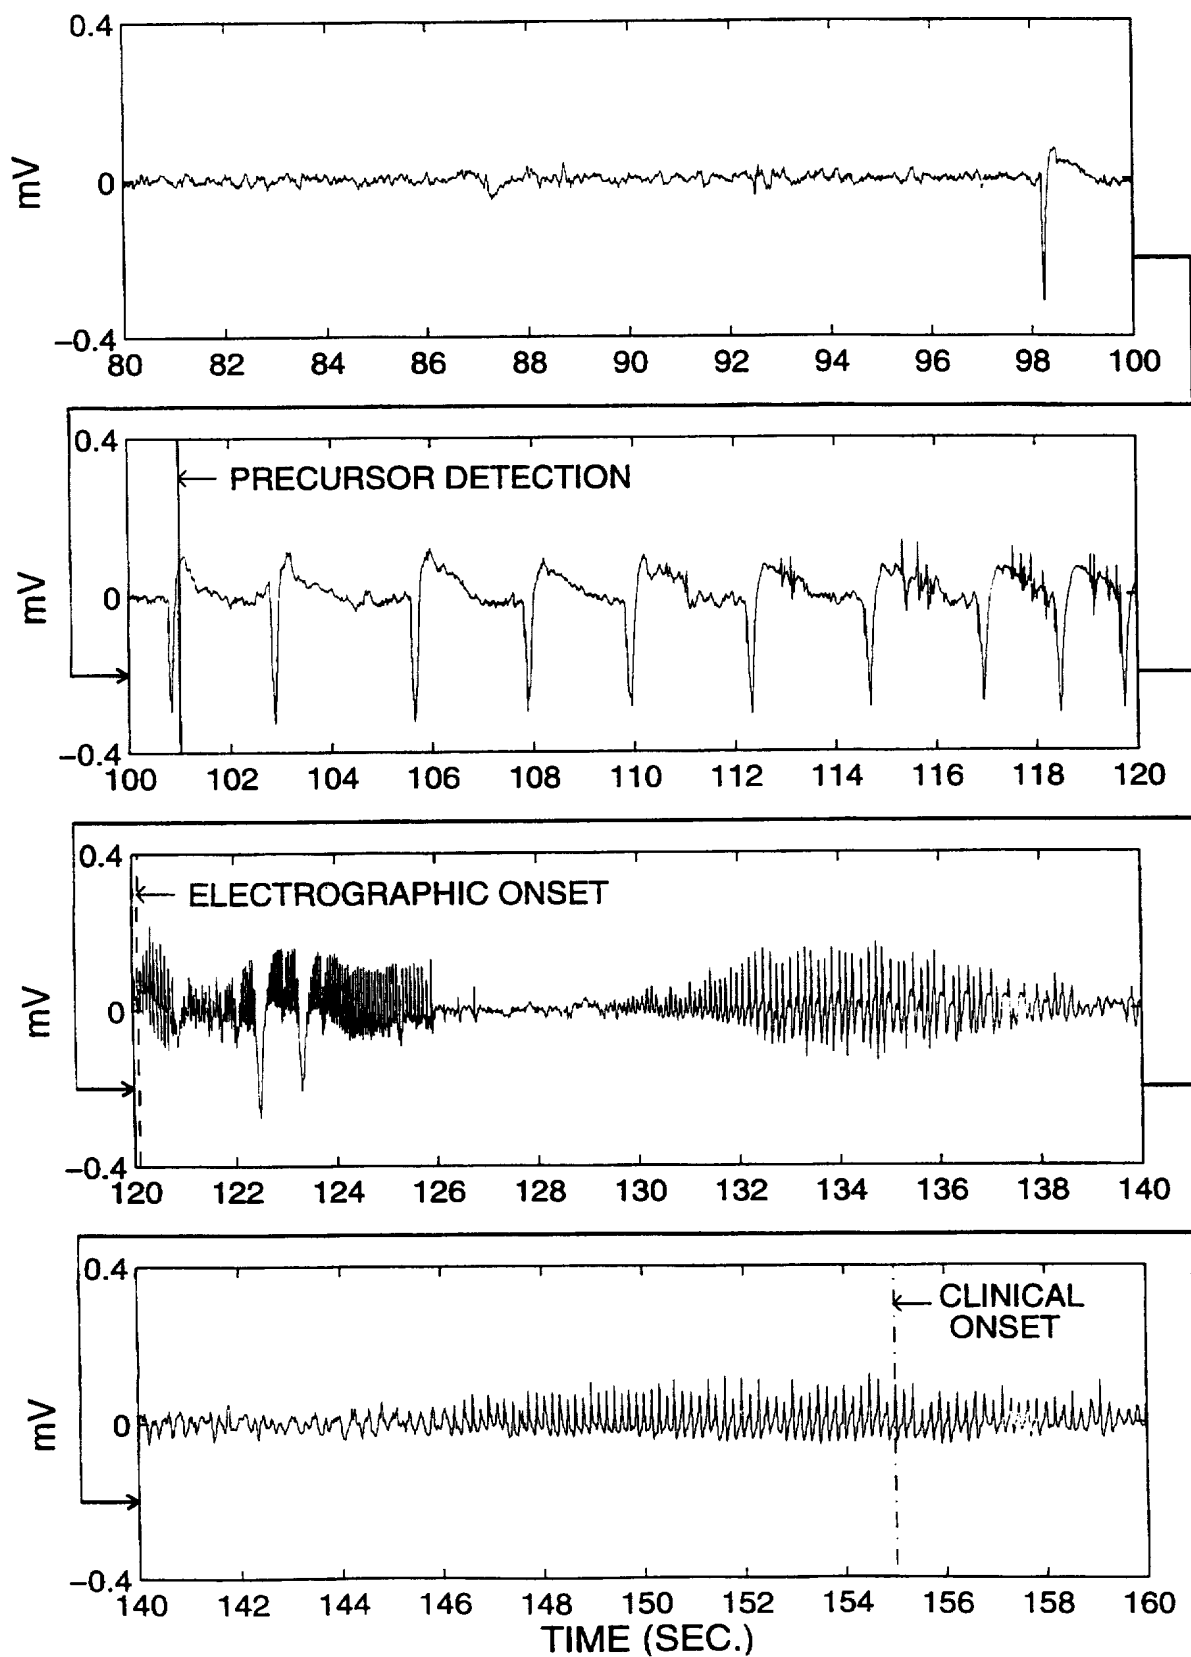 0.4
mV
0
−0.4
80 82 84 86 88 90 92 94 96 98 100
0.4
PRECURSOR DETECTION
mV
0
−0.4
100 102 104 106 108 110 112 114 116 118 120
0.4
ELECTROGRAPHIC ONSET
mV
0
−0.4
120 122 124 126 128 130 132 134 136 138 140
0.4
CLINICAL
ONSET
mV
0
−0.4
140 142 144 146 148 150 152 154 156 158 160
TIME (SEC.)